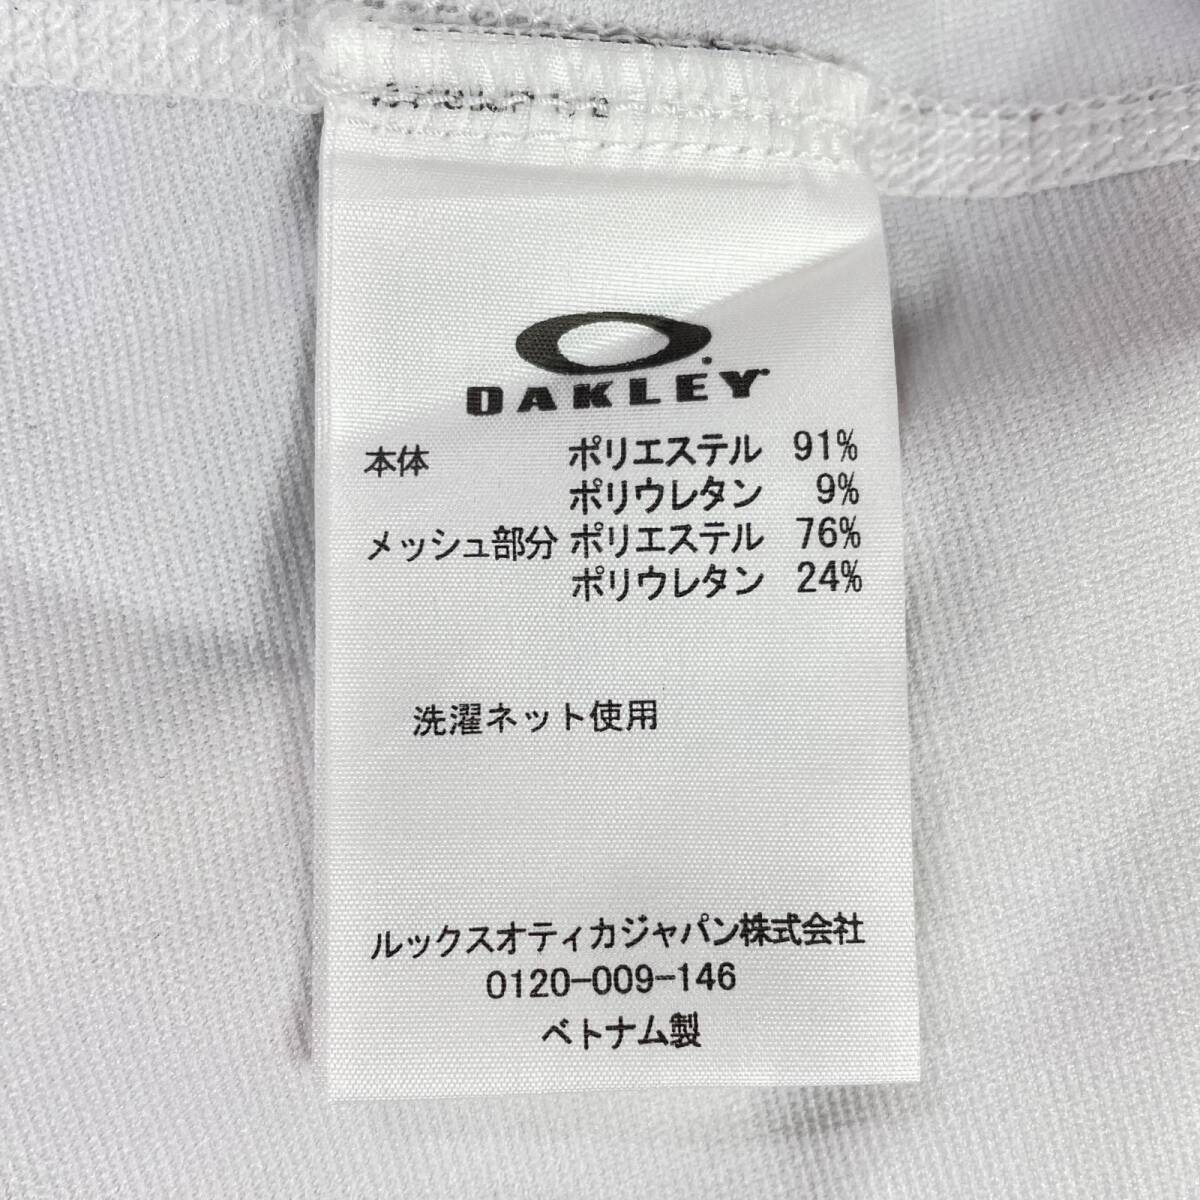 OAKLEY
本体 ポリエステル 91%
ポリウレタン 9%
メッシュ部分 ポリエステル 76%
ポリウレタン 24%
洗濯ネット使用
ルックスオティカジャパン株式会社
0120-009-146
ベトナム製